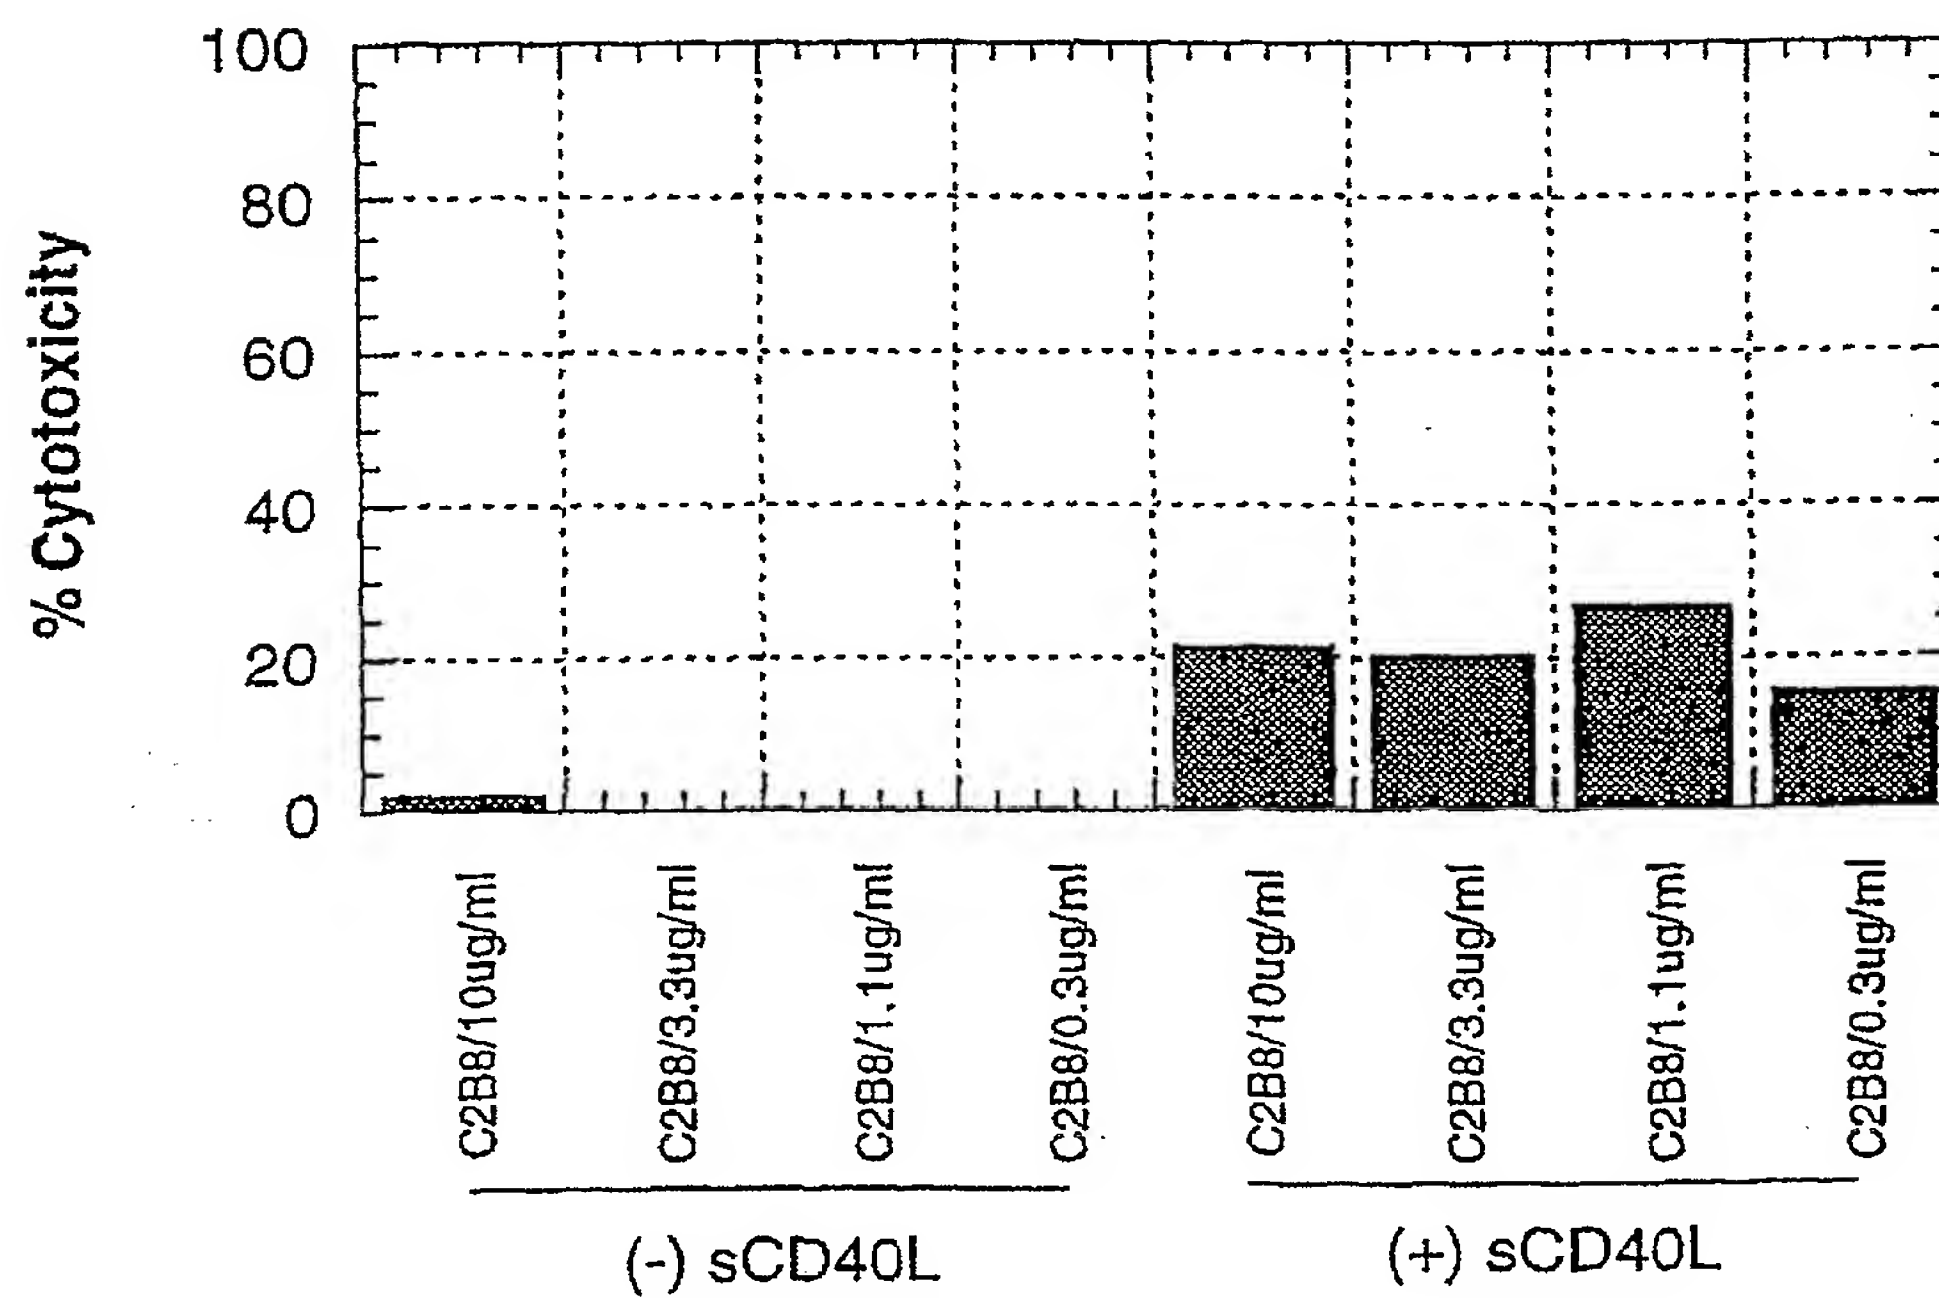 % Cytotoxicity
100
80
60
40
20
0
C2B8/10ug/ml
C2B8/3.3ug/ml
C2B8/1.1ug/ml
C2B8/0.3ug/ml
C2B8/10ug/ml
C2B8/3.3ug/ml
C2B8/1.1ug/ml
C2B8/0.3ug/ml
(-) sCD40L
(+) sCD40L